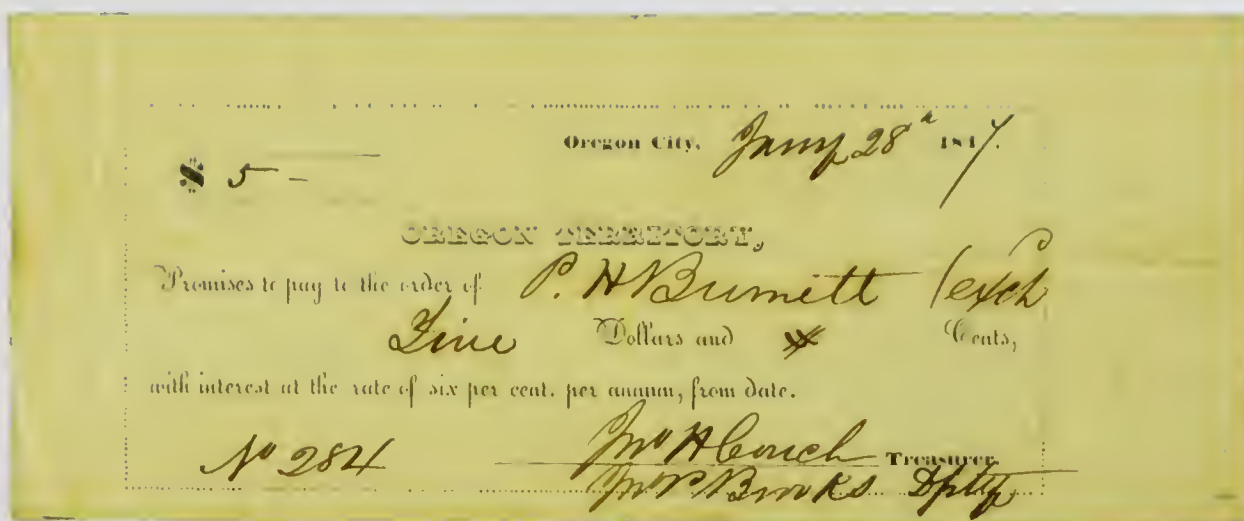 Oregon City, Jany 28th 1847.
$ 5 -
OREGON TERRITORY,
Promises to pay to the order of P. H Burnett (exch
Five Dollars and Cents,
with interest at the rate of six per cent. per annum, from date.
No 284 Jno H Couch Treasurer
Jno P Brooks Dpty